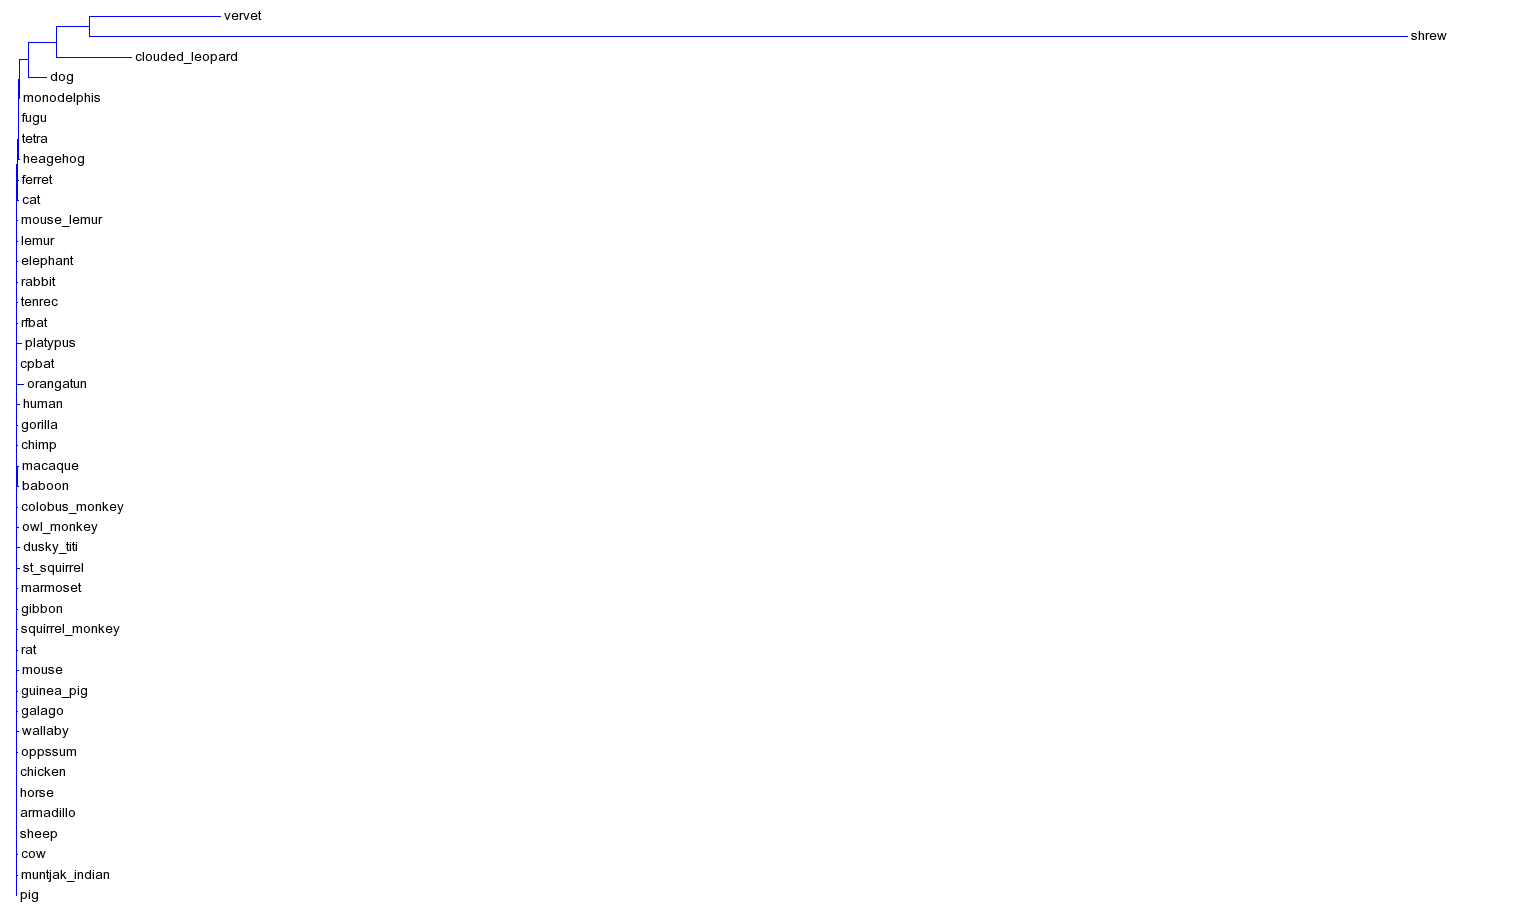 vervet
shrew
clouded_leopard
dog
monodelphis
fugu
tetra
heagehog
ferret
cat
mouse_lemur
lemur
elephant
rabbit
tenrec
rfbat
platypus
cpbat
orangatun
human
gorilla
chimp
macaque
baboon
colobus_monkey
owl_monkey
dusky_titi
st_squirrel
marmoset
gibbon
squirrel_monkey
rat
mouse
guinea_pig
galago
wallaby
oppssum
chicken
horse
armadillo
sheep
cow
muntjak_indian
pig